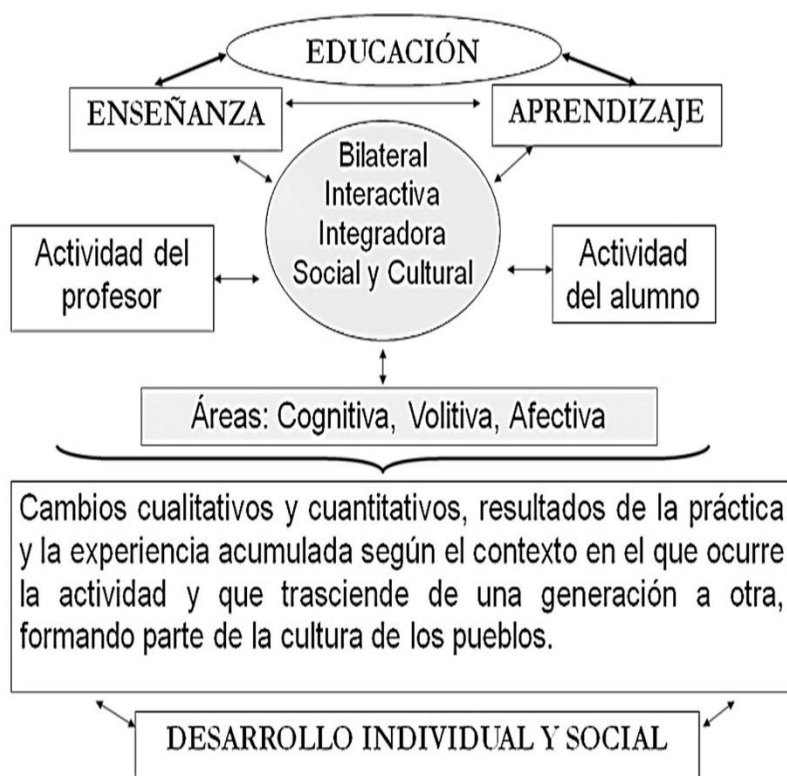 EDUCACIÓN
ENSEÑANZA
APRENDIZAJE
Bilateral
Interactiva
Integradora
Social y Cultural
Actividad del
profesor
Actividad
del alumno
Áreas: Cognitiva, Volitiva, Afectiva
Cambios cualitativos y cuantitativos, resultados de la práctica
y la experiencia acumulada según el contexto en el que ocurre
la actividad y que trasciende de una generación a otra,
formando parte de la cultura de los pueblos.
DESARROLLO INDIVIDUAL Y SOCIAL